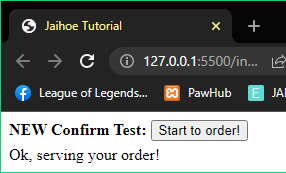 Jaihoe Tutorial
127.0.0.1:5500/in...
League of Legends... PawHub JAI
NEW Confirm Test: Start to order!
Ok, serving your order!